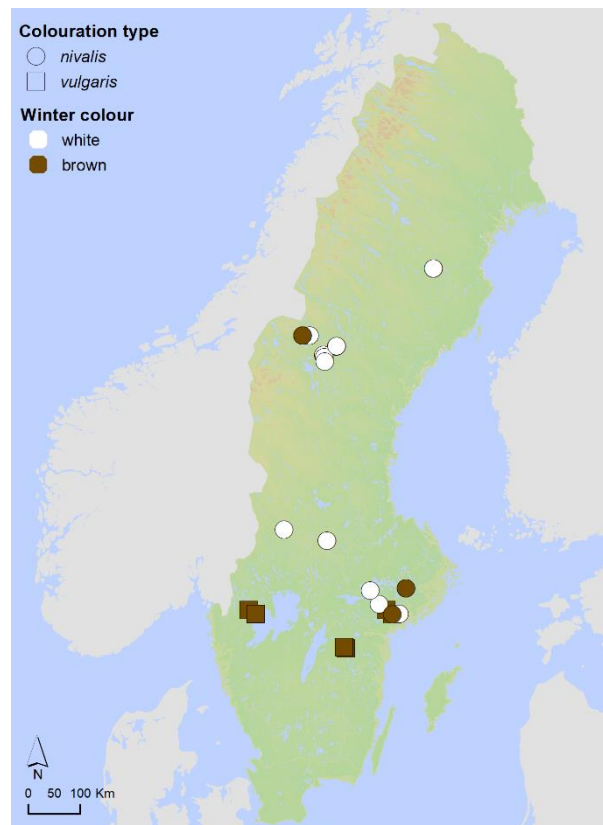 Colouration type
nivalis
vulgaris
Winter colour
white
brown
N
0 50 100 Km